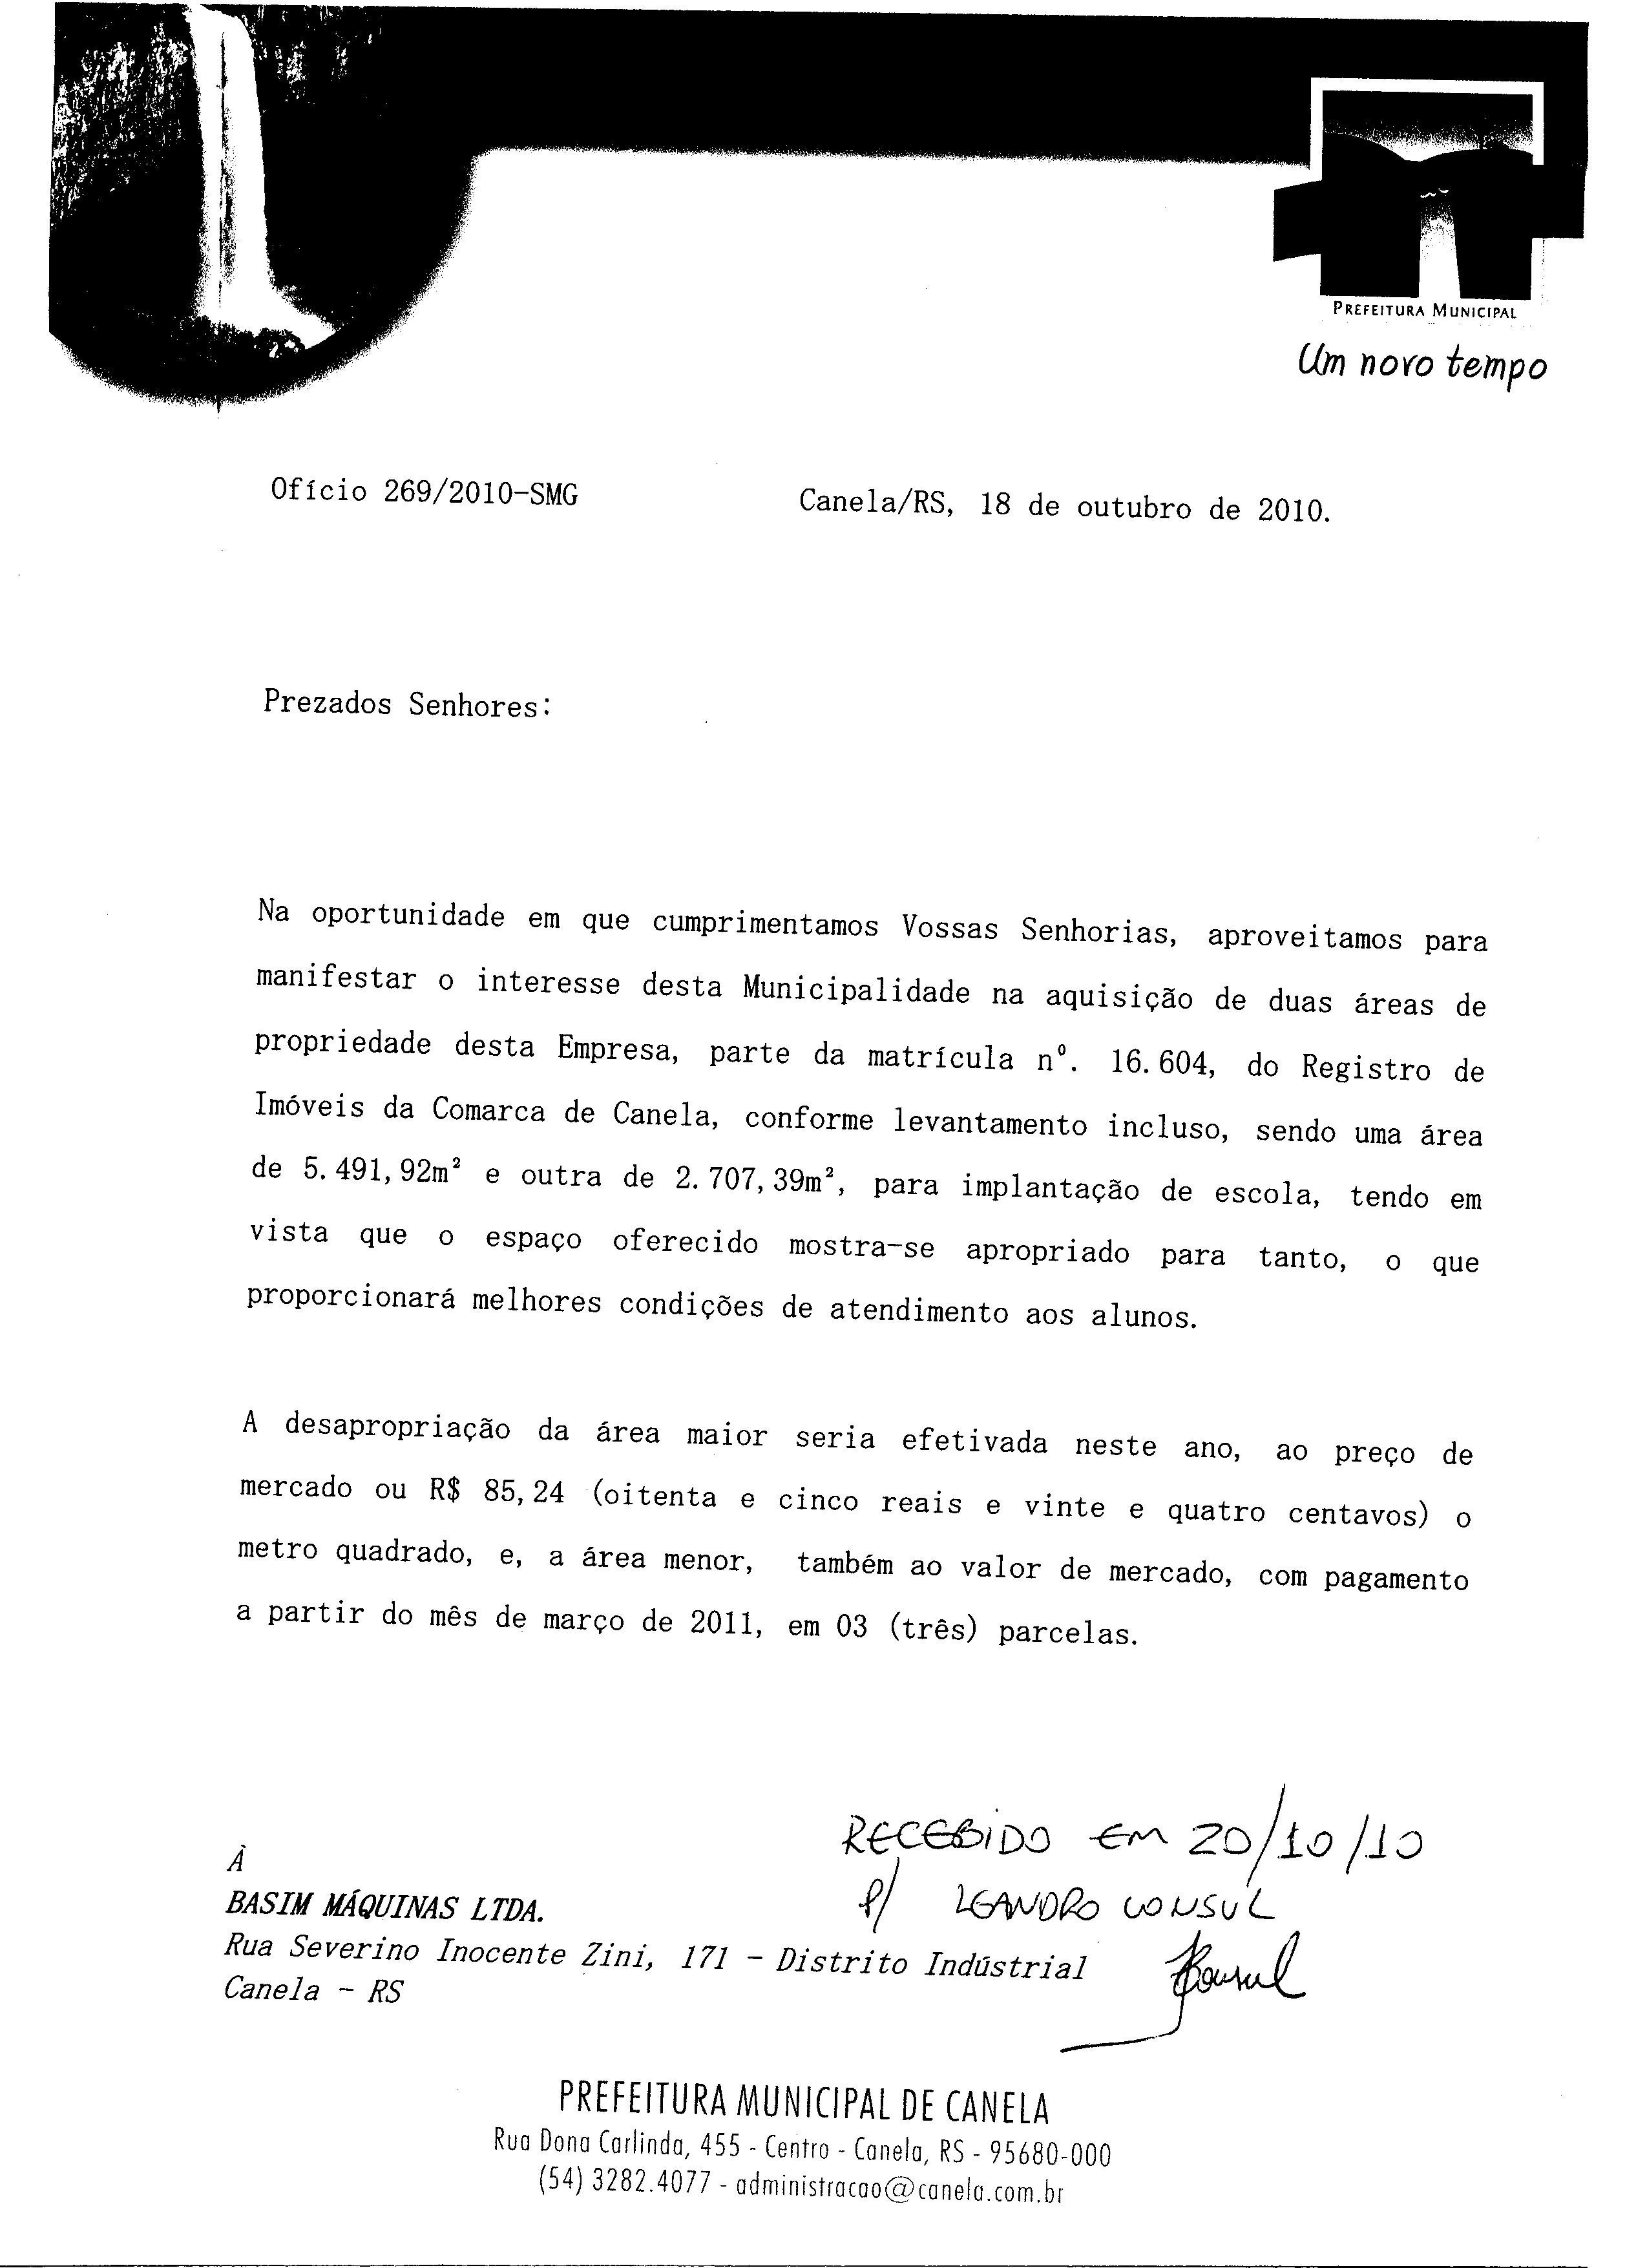 PREFEITURA MUNICIPAL
Um novo tempo
Ofício 269/2010-SMG Canela/RS, 18 de outubro de 2010.
Prezados Senhores:
Na oportunidade em que cumprimentamos Vossas Senhorias, aproveitamos para
manifestar o interesse desta Municipalidade na aquisição de duas áreas de
propriedade desta Empresa, parte da matrícula nº. 16.604, do Registro de
Imóveis da Comarca de Canela, conforme levantamento incluso, sendo uma área
de 5.491,92m² e outra de 2.707,39m², para implantação de escola, tendo em
vista que o espaço oferecido mostra-se apropriado para tanto, o que
proporcionará melhores condições de atendimento aos alunos.
A desapropriação da área maior seria efetivada neste ano, ao preço de
mercado ou R$ 85,24 (oitenta e cinco reais e vinte e quatro centavos) o
metro quadrado, e, a área menor, também ao valor de mercado, com pagamento
a partir do mês de março de 2011, em 03 (três) parcelas.
RECEBIDO EM 20/10/10
P/ LEANDRO CONSUL
Consul
À
BASIM MÁQUINAS LTDA.
Rua Severino Inocente Zini, 171 - Distrito Indústrial
Canela - RS
PREFEITURA MUNICIPAL DE CANELA
Rua Dona Carlinda, 455 - Centro - Canela, RS - 95680-000
(54) 3282.4077 - administracao@canela.com.br